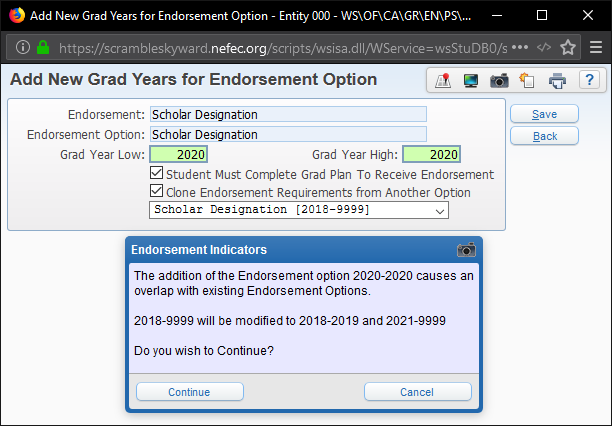 Add New Grad Years for Endorsement Option - Entity 000 - WS\OF\CA\GR\EN\PS\...
https://scrambleskyward.nefec.org/scripts/wsisa.dll/WService=wsStuDB0/s
Add New Grad Years for Endorsement Option
?
Endorsement: Scholar Designation
Save
Endorsement Option: Scholar Designation
Back
Grad Year Low: 2020 Grad Year High: 2020
Student Must Complete Grad Plan To Receive Endorsement
Clone Endorsement Requirements from Another Option
Scholar Designation [2018-9999]
Endorsement Indicators
The addition of the Endorsement option 2020-2020 causes an
overlap with existing Endorsement Options.
2018-9999 will be modified to 2018-2019 and 2021-9999
Do you wish to Continue?
Continue Cancel